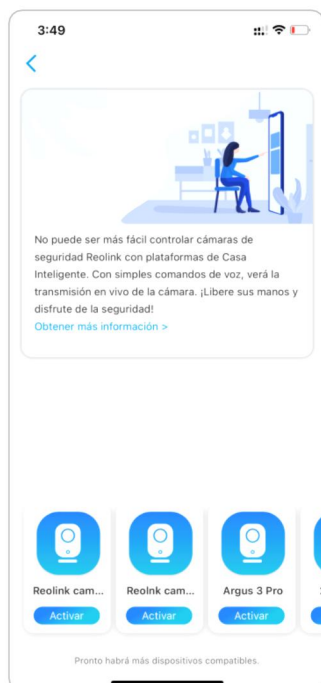 3:49
No puede ser más fácil controlar cámaras de
seguridad Reolink con plataformas de Casa
Inteligente. Con simples comandos de voz, verá la
transmisión en vivo de la cámara. ¡Libere sus manos y
disfrute de la seguridad!
Obtener más información >
Reolink cam... Reolnk cam... Argus 3 Pro
Activar Activar Activar
Pronto habrá más dispositivos compatibles.